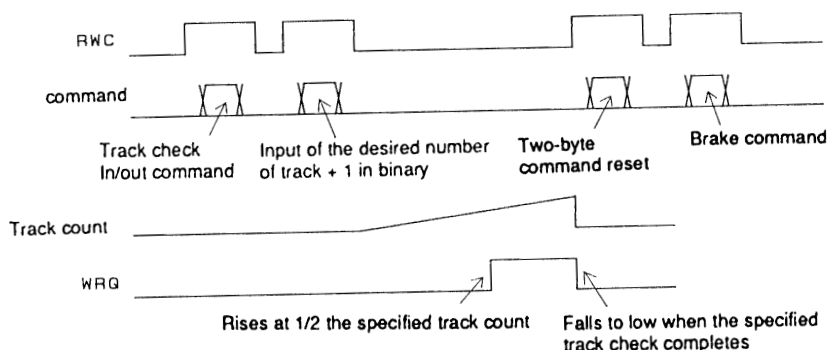 RWC
command
Track check
In/out command
Input of the desired number
of track + 1 in binary
Two-byte
command reset
Brake command
Track count
WRQ
Rises at 1/2 the specified track count
Falls to low when the specified
track check completes